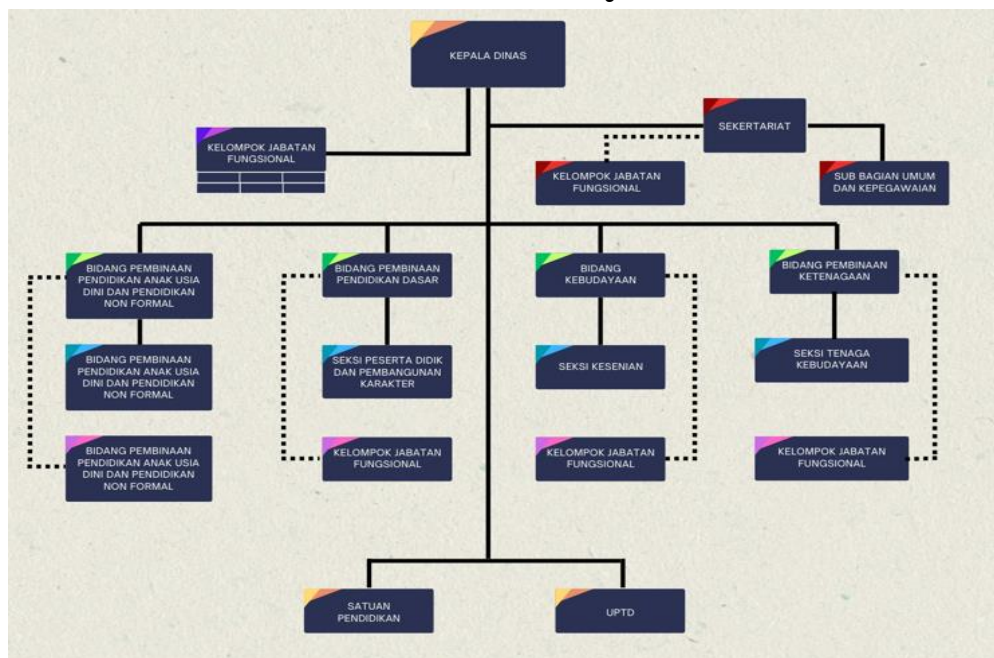 KEPALA DINAS
SEKERTARIAT
KELOMPOK JABATAN
FUNGSIONAL
KELOMPOK JABATAN
FUNGSIONAL
SUB BAGIAN UMUM
DAN KEPEGAWAIAN
BIDANG PEMBINAAN
PENDIDIKAN ANAK USIA
DINI DAN PENDIDIKAN
NON FORMAL
BIDANG PEMBINAAN
PENDIDIKAN DASAR
BIDANG
KEBUDAYAAN
BIDANG PEMBINAAN
KETENAGAAN
BIDANG PEMBINAAN
PENDIDIKAN ANAK USIA
DINI DAN PENDIDIKAN
NON FORMAL
SEKSI PESERTA DIDIK
DAN PEMBANGUNAN
KARAKTER
SEKSI KESENIAN
SEKSI TENAGA
KEBUDAYAAN
BIDANG PEMBINAAN
PENDIDIKAN ANAK USIA
DINI DAN PENDIDIKAN
NON FORMAL
KELOMPOK JABATAN
FUNGSIONAL
KELOMPOK JABATAN
FUNGSIONAL
KELOMPOK JABATAN
FUNGSIONAL
SATUAN
PENDIDIKAN
UPTD